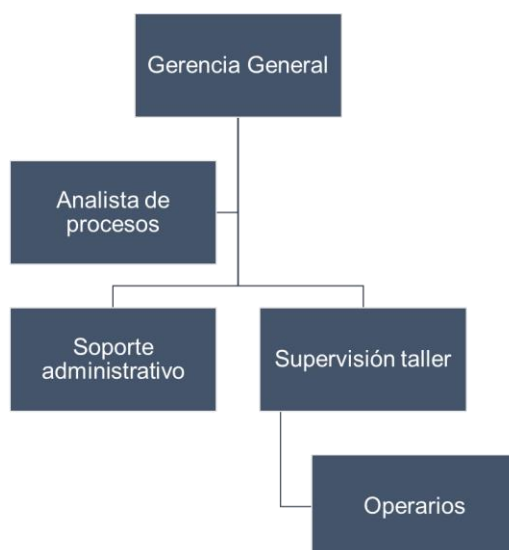 Gerencia General
Analista de
procesos
Soporte
administrativo
Supervisión taller
Operarios